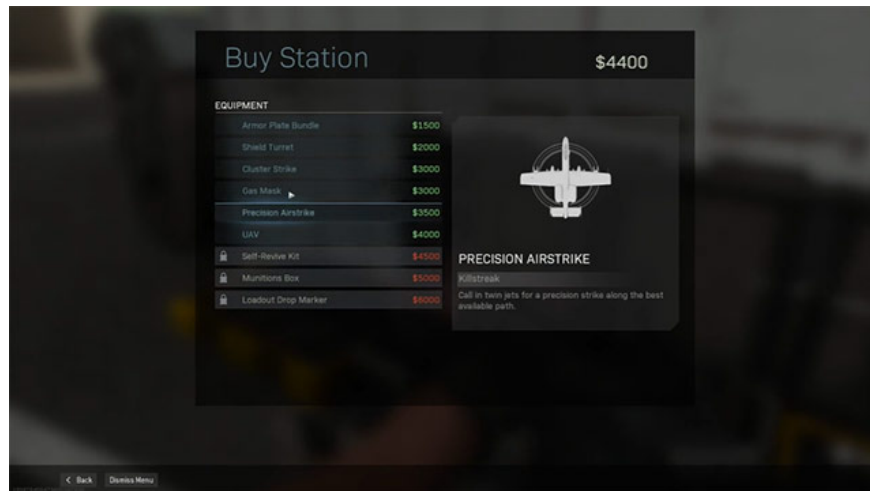 Buy Station
$4400
EQUIPMENT
Armor Plate Bundle $1500
Shield Turret $2000
Cluster Strike $3000
Gas Mask $3000
Precision Airstrike $3500
UAV $4000
Self-Revive Kit $4500
Munitions Box $5000
Loadout Drop Marker
PRECISION AIRSTRIKE
Killstreak
Call in twin jets for a precision strike along the best
available path.
< Back Dismiss Menu